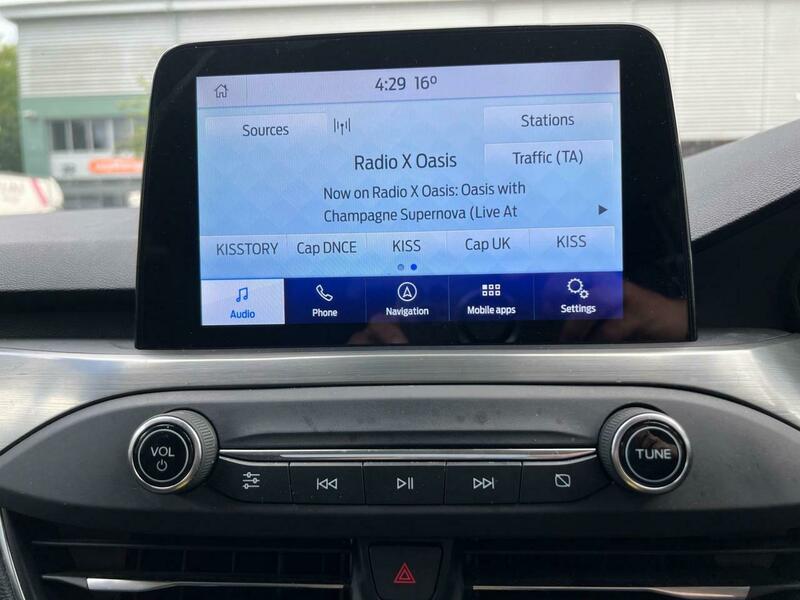 4:29 16º
Sources
Stations
Radio X Oasis
Traffic (TA)
Now on Radio X Oasis: Oasis with
Champagne Supernova (Live At
KISSTORY Cap DNCE KISS Cap UK KISS
Audio Phone Navigation Mobile apps Settings
VOL
TUNE